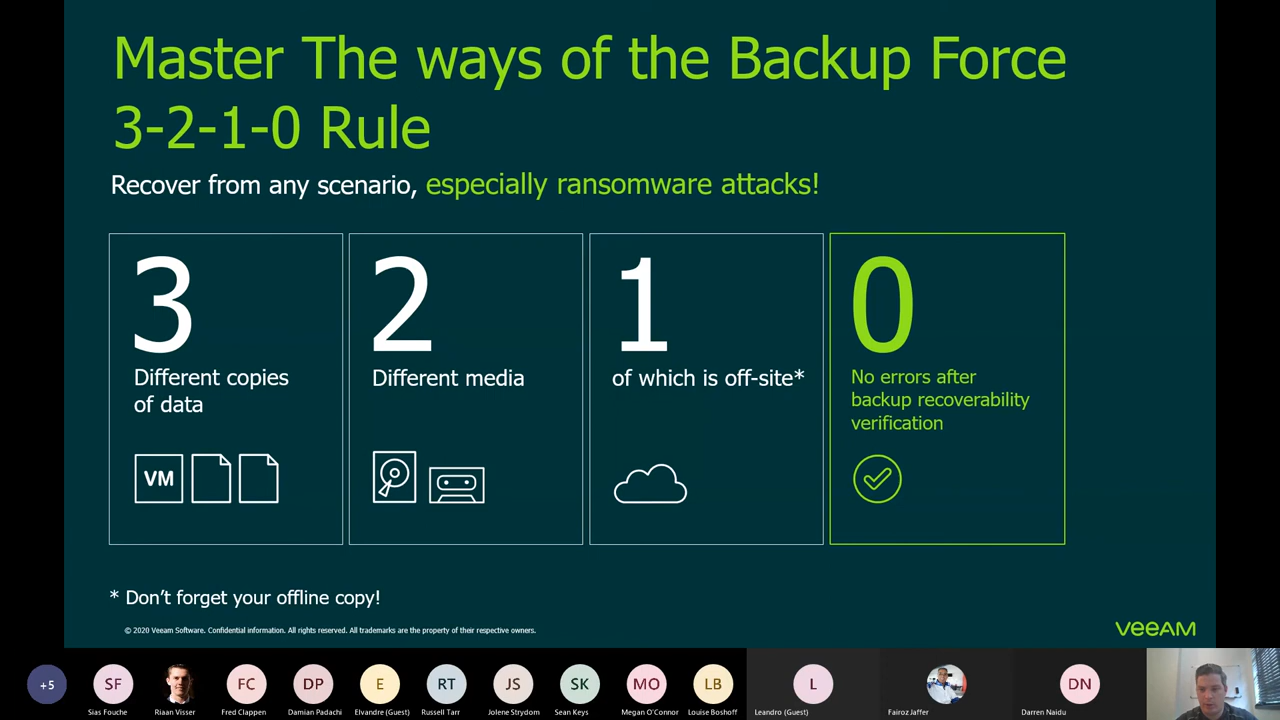 Master The ways of the Backup Force
3-2-1-0 Rule
Recover from any scenario, especially ransomware attacks!
3
Different copies
of data
VM
2
Different media
1
of which is off-site*
0
No errors after
backup recoverability
verification
* Don't forget your offline copy!
© 2020 Veeam Software. Confidential information. All rights reserved. All trademarks are the property of their respective owners.
VEEAM
+5
SF
FC
DP
E
RT
JS
SK
MO
LB
L
DN
Sias Fouche
Riaan Visser
Fred Clappen
Damian Padachi
Elvandre (Guest)
Russell Tarr
Jolene Strydom
Sean Keys
Megan O'Connor
Louise Boshoff
Leandro (Guest)
Fairoz Jaffer
Darren Naidu